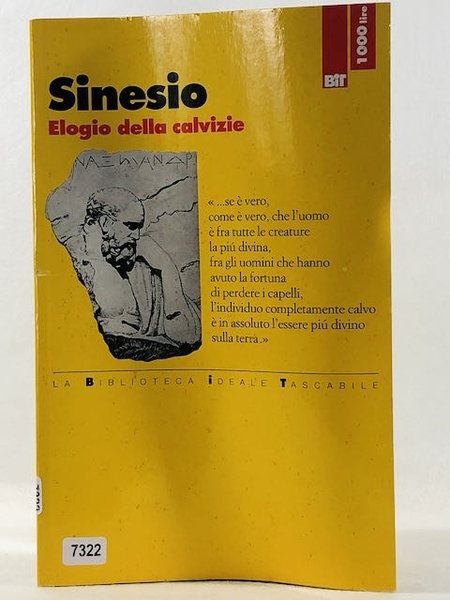 BIT
1000 lire
Sinesio
Elogio della calvizie
ΝΑΞΙΜΑΝΔΡ
« ...se è vero,
come è vero, che l'uomo
è fra tutte le creature
la piú divina,
fra gli uomini che hanno
avuto la fortuna
di perdere i capelli,
l'individuo completamente calvo
è in assoluto l'essere piú divino
sulla terra.»
LA BIBLIOTECA IDEALE TASCABILE
7322